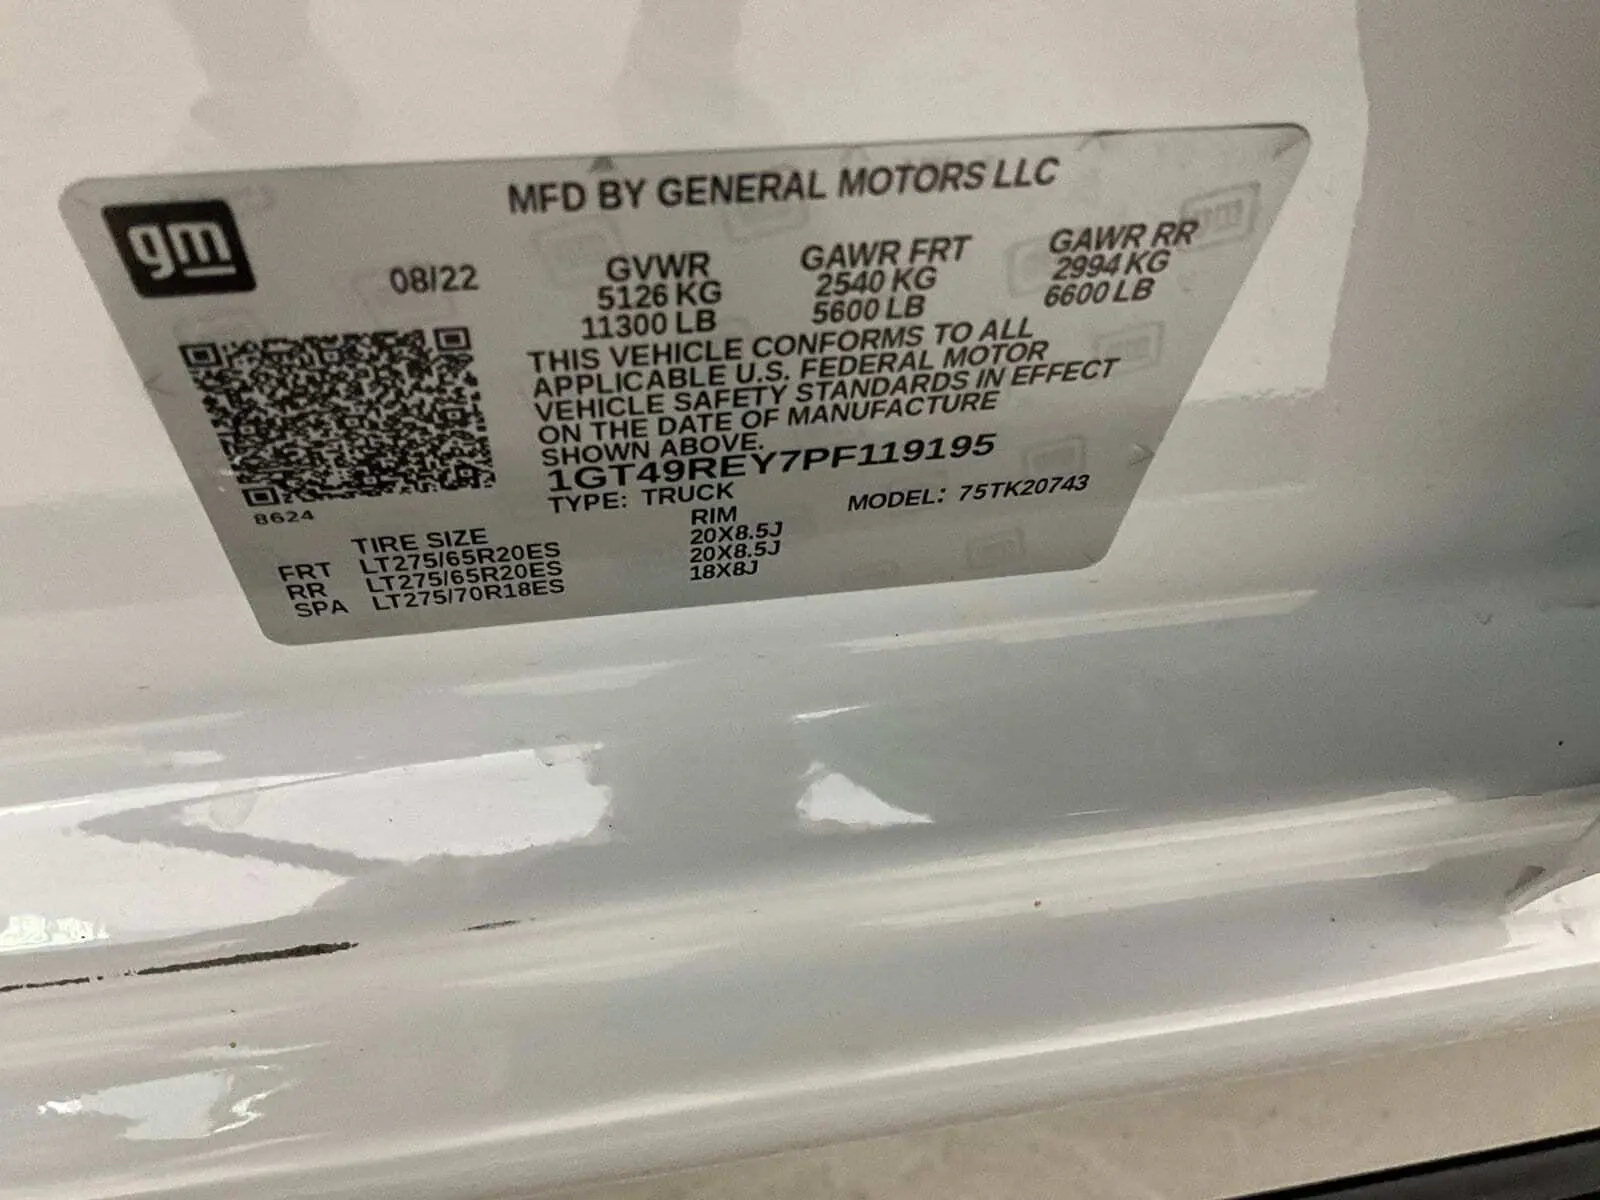 MFD BY GENERAL MOTORS LLC
gm
08/22
GVWR
5126 KG
11300 LB
GAWR FRT
2540 KG
5600 LB
GAWR RR
2994 KG
6600 LB
THIS VEHICLE CONFORMS TO ALL
APPLICABLE U.S. FEDERAL MOTOR
VEHICLE SAFETY STANDARDS IN EFFECT
ON THE DATE OF MANUFACTURE
SHOWN ABOVE.
1GT49REY7PF119195
TYPE: TRUCK
MODEL: 75TK20743
8624
TIRE SIZE RIM
FRT LT275/65R20ES 20X8.5J
RR LT275/65R20ES 20X8.5J
SPA LT275/70R18ES 18X8J